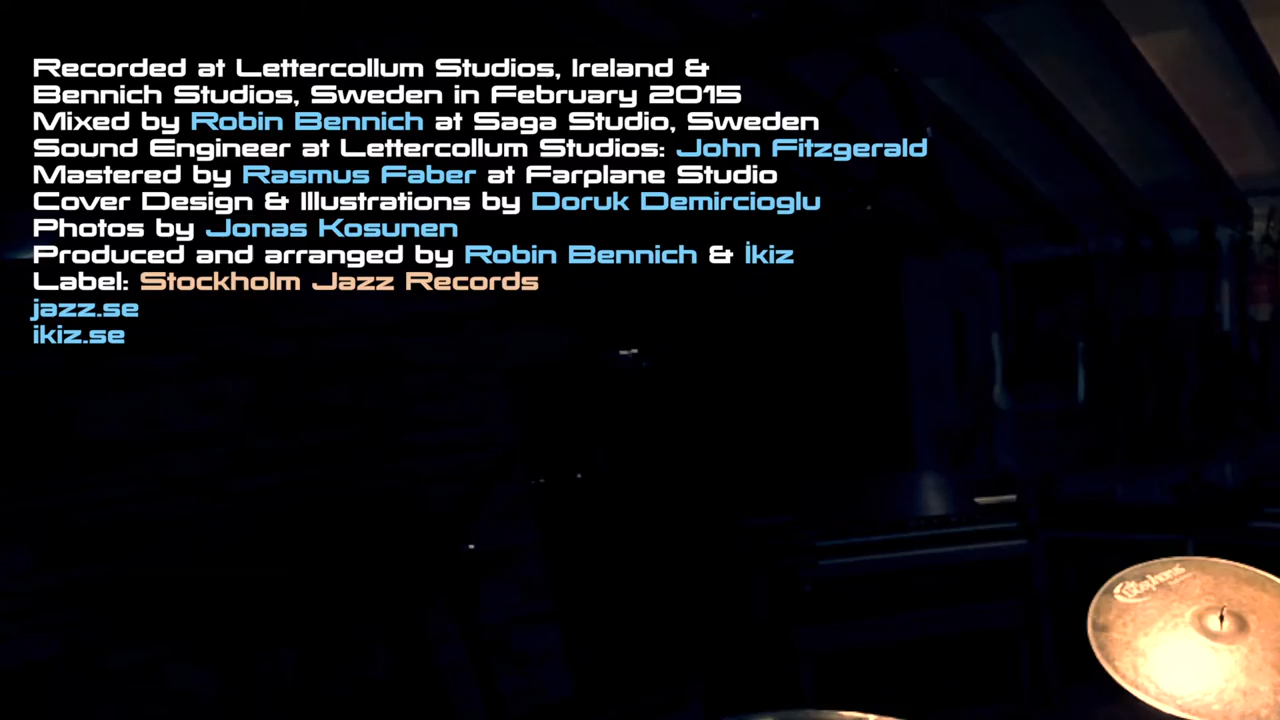 Recorded at Lettercollum Studios, Ireland &
Bennich Studios, Sweden in February 2015
Mixed by Robin Bennich at Saga Studio, Sweden
Sound Engineer at Lettercollum Studios: John Fitzgerald
Mastered by Rasmus Faber at Farplane Studio
Cover Design & Illustrations by Doruk Demircioglu
Photos by Jonas Kosunen
Produced and arranged by Robin Bennich & İkiz
Label: Stockholm Jazz Records
jazz.se
ikiz.se
Bosphorus